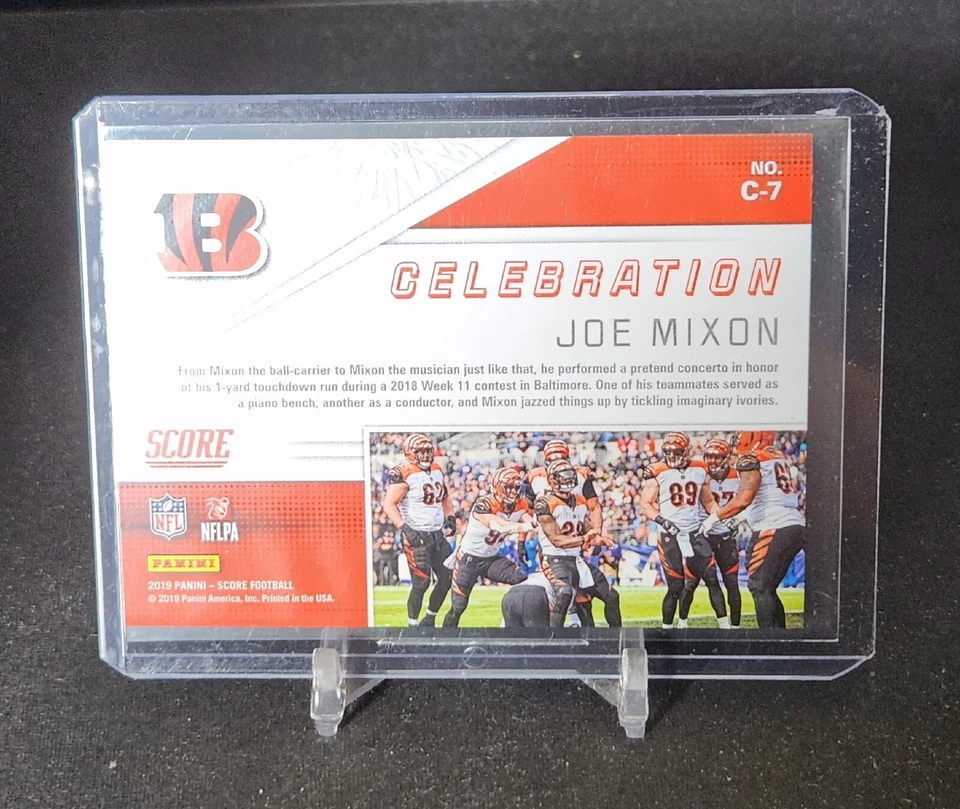 NO.
C-7
B
CELEBRATION
JOE MIXON
From Mixon the ball-carrier to Mixon the musician just like that, he performed a pretend concerto in honor
of his 1-yard touchdown run during a 2018 Week 11 contest in Baltimore. One of his teammates served as
a piano bench, another as a conductor, and Mixon jazzed things up by tickling imaginary ivories.
SCORE
NFL
NFLPA
PANINI
2019 PANINI – SCORE FOOTBALL
© 2019 Panini America, Inc. Printed in the USA.
89